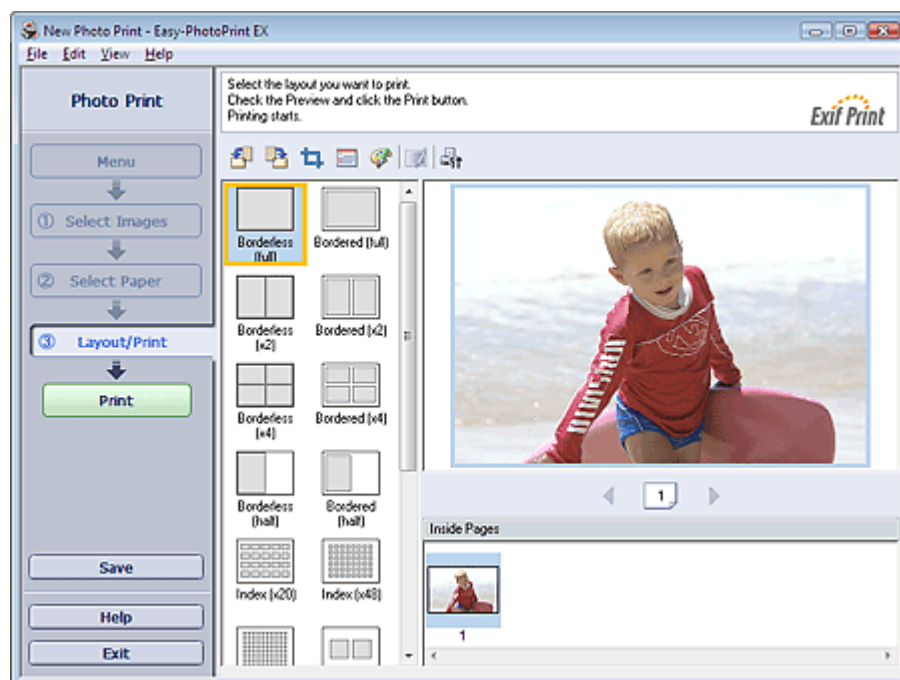 New Photo Print - Easy-PhotoPrint EX
File Edit View Help
Photo Print
Select the layout you want to print.
Check the Preview and click the Print button.
Printing starts.
Exif Print
Menu
① Select Images
② Select Paper
③ Layout/Print
Print
Save
Help
Exit
Borderless
(full)
Bordered (full)
Borderless
(x2)
Bordered (x2)
Borderless
(x4)
Bordered (x4)
Borderless
(half)
Bordered
(half)
Index (x20)
Index (x48)
DIVISION
1
Inside Pages
1